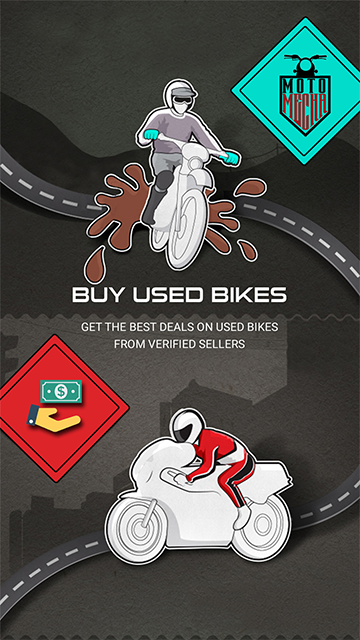 MOTO
MECHA
BUY USED BIKES
GET THE BEST DEALS ON USED BIKES
FROM VERIFIED SELLERS
$